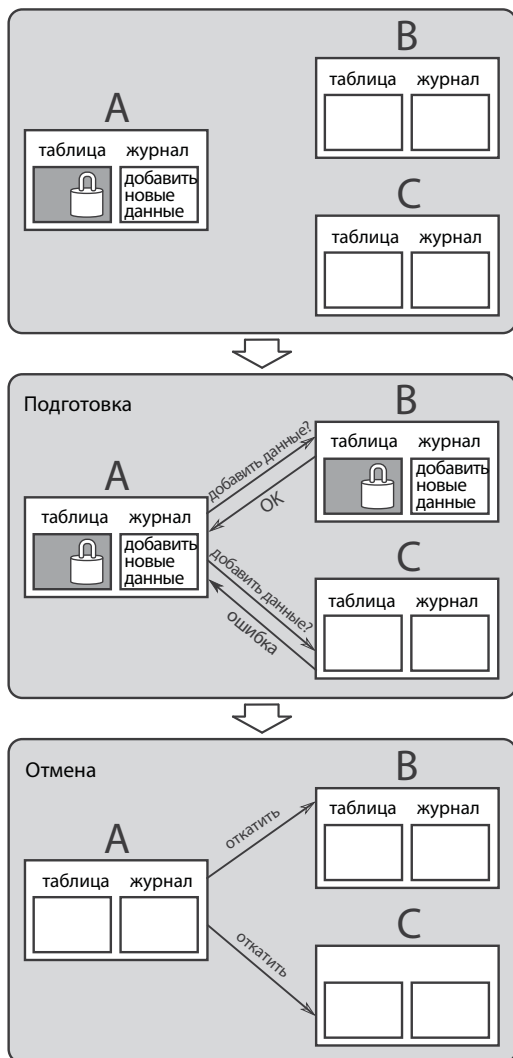 B
таблица журнал
A
таблица журнал
добавить
новые
данные
C
таблица журнал
Подготовка
B
добавить данные?
таблица журнал
добавить
новые
данные
OK
A
таблица журнал
добавить
новые
данные
добавить данные?
ошибка
C
таблица журнал
Отмена
B
таблица журнал
откатить
A
таблица журнал
откатить
C